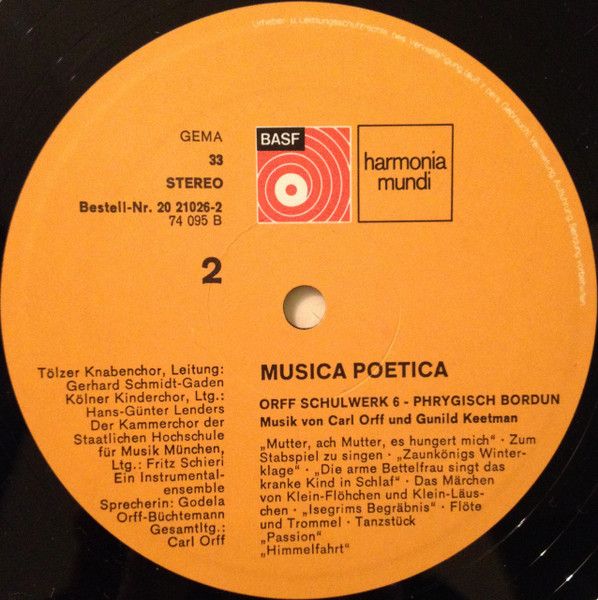 Urheber- u. Leistungsschutzrechte
GEMA
33
STEREO
Bestell-Nr. 20 21026-2
74 095 B
BASF
harmonia
mundi
2
Tölzer Knabenchor, Leitung:
Gerhard Schmidt-Gaden
Kölner Kinderchor, Ltg.:
Hans-Günter Lenders
Der Kammerchor der
Staatlichen Hochschule
für Musik München,
Ltg.: Fritz Schieri
Ein Instrumental-
ensemble
Sprecherin: Godela
Orff-Büchtemann
Gesamtltg.:
Carl Orff
MUSICA POETICA
ORFF SCHULWERK 6 - PHRYGISCH BORDUN
Musik von Carl Orff und Gunild Keetman
„Mutter, ach Mutter, es hungert mich“ · Zum
Stabspiel zu singen · „Zaunkönigs Winter-
klage“ · „Die arme Bettelfrau singt das
kranke Kind in Schlaf“ · Das Märchen
von Klein-Flöhchen und Klein-Läus-
chen · „Isegrims Begräbnis“ · Flöte
und Trommel · Tanzstück
„Passion“
„Himmelfahrt“